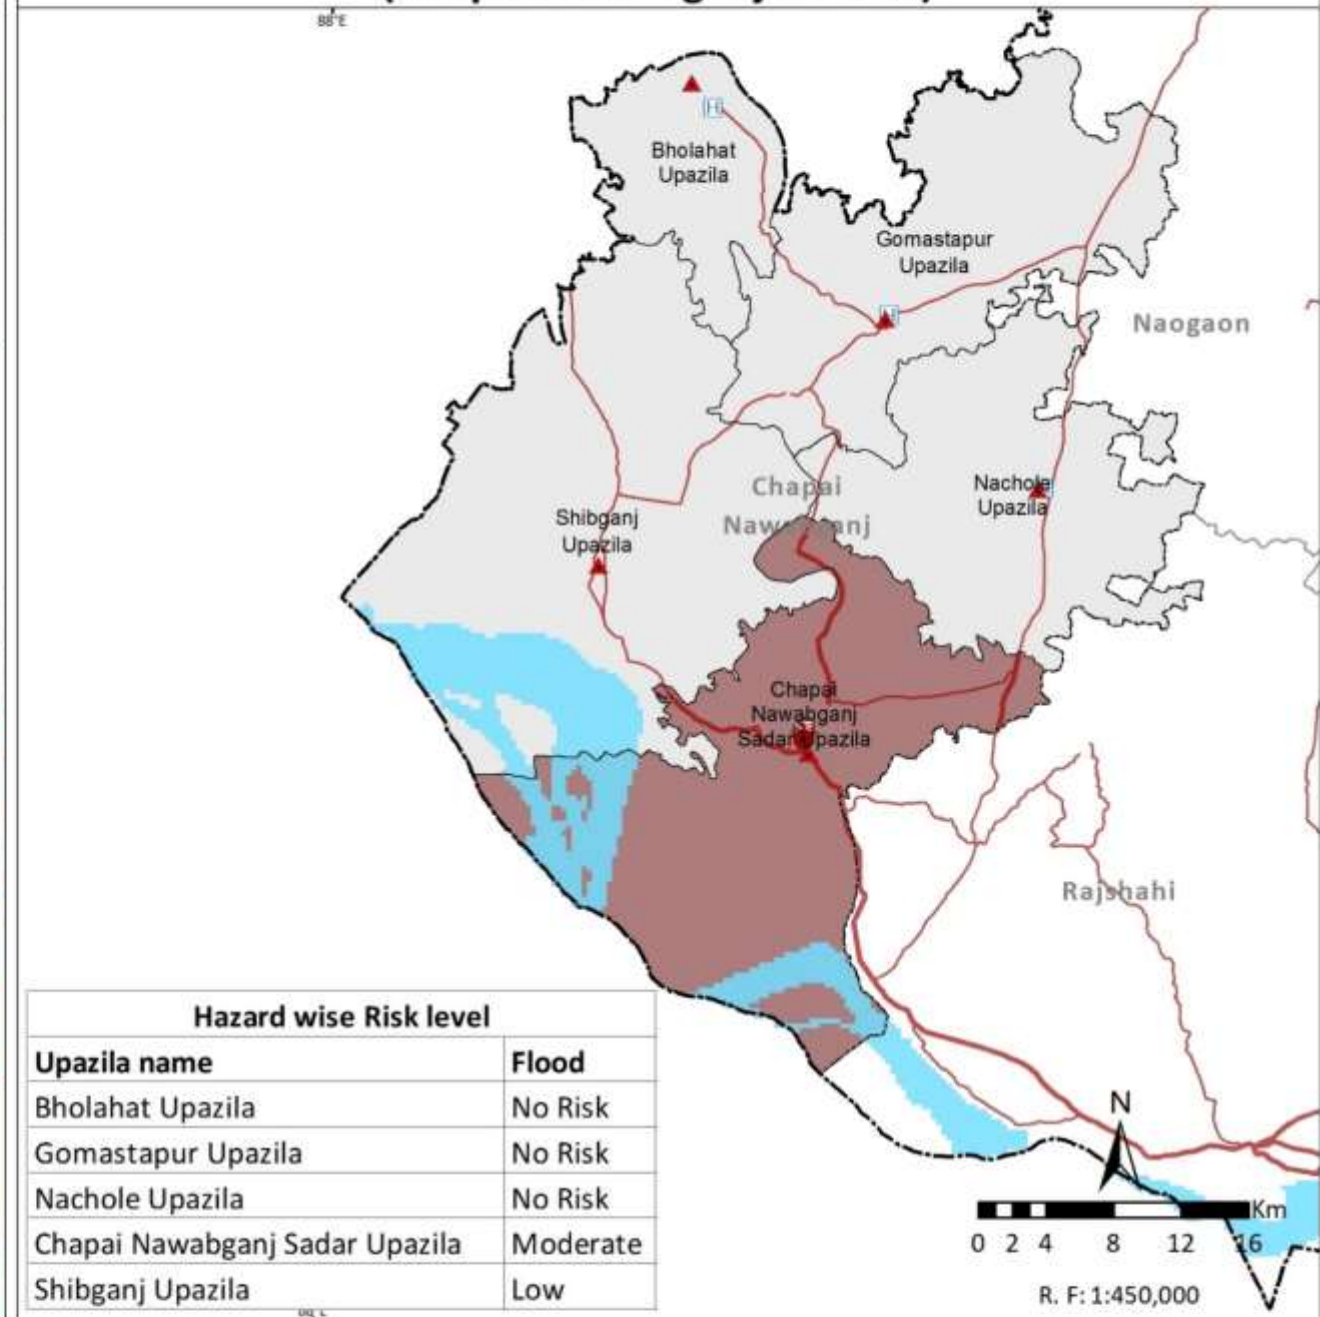 88°E
Bholahat
Upazila
Gomastapur
Upazila
Naogaon
Chapai
Nawabganj
Nachole
Upazila
Shibganj
Upazila
Chapai
Nawabganj
Sadar Upazila
Rajshahi
Hazard wise Risk level
Upazila name Flood
Bholahat Upazila No Risk
Gomastapur Upazila No Risk
Nachole Upazila No Risk
Chapai Nawabganj Sadar Upazila Moderate
Shibganj Upazila Low
N
Km
0 2 4 8 12 16
R. F: 1:450,000